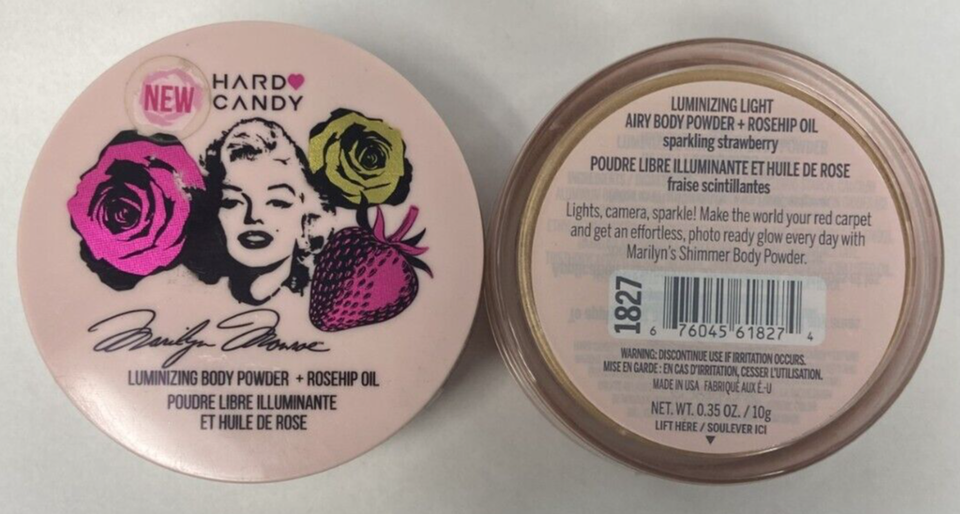 NEW
HARD
CANDY
Marilyn Monroe
LUMINIZING BODY POWDER + ROSEHIP OIL
POUDRE LIBRE ILLUMINANTE
ET HUILE DE ROSE
LUMINIZING LIGHT
AIRY BODY POWDER + ROSEHIP OIL
sparkling strawberry
POUDRE LIBRE ILLUMINANTE ET HUILE DE ROSE
fraise scintillantes
Lights, camera, sparkle! Make the world your red carpet
and get an effortless, photo ready glow every day with
Marilyn's Shimmer Body Powder.
1827
6 76045 61827 4
WARNING: DISCONTINUE USE IF IRRITATION OCCURS.
MISE EN GARDE : EN CAS D'IRRITATION, CESSER L'UTILISATION.
MADE IN USA FABRIQUÉ AUX É.-U
NET. WT. 0.35 OZ. / 10g
LIFT HERE / SOULEVER ICI